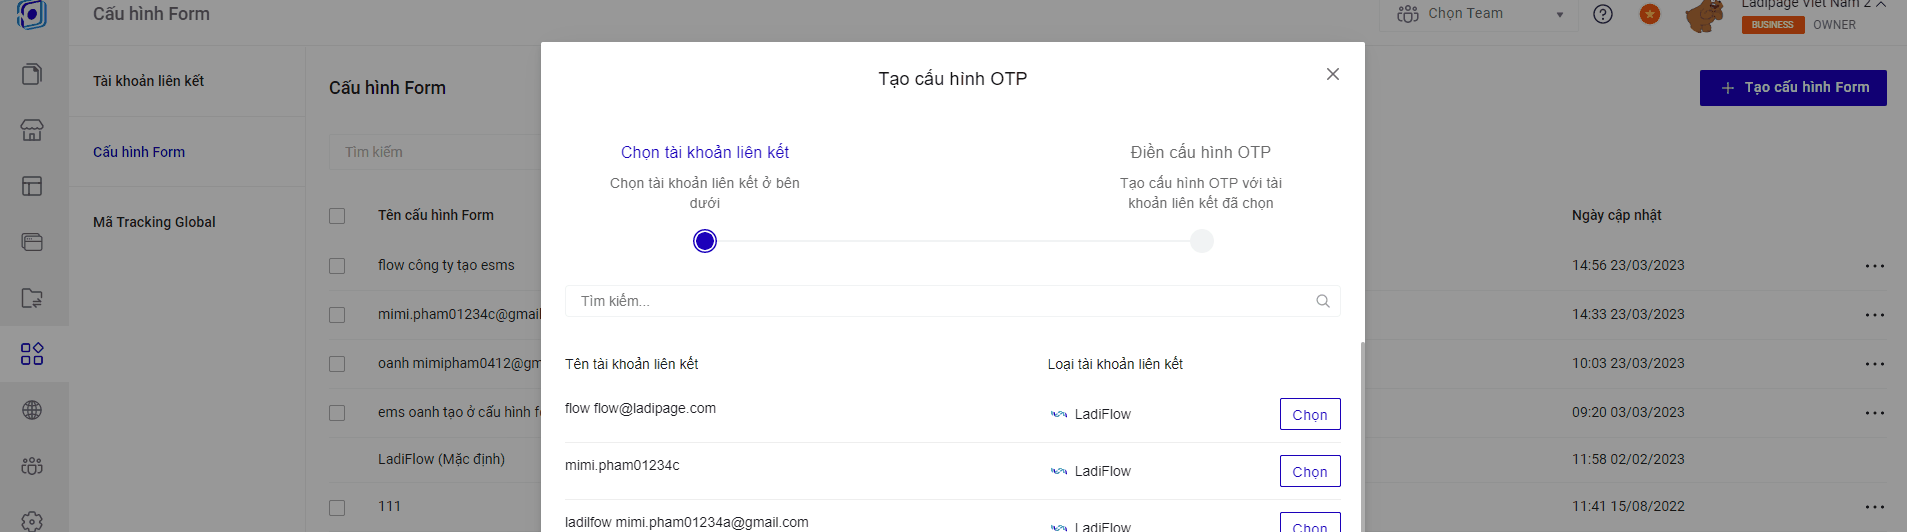 Cấu hình Form
Chọn Team
Ladipage Việt Nam 2
BUSINESS
OWNER
Tài khoản liên kết
Cấu hình Form
Mã Tracking Global
Cấu hình Form
Tạo cấu hình Form
Tìm kiếm
Tên cấu hình Form
Ngày cập nhật
flow công ty tạo esms
14:56 23/03/2023
mimi.pham01234c@gmail
14:33 23/03/2023
oanh mimipham0412@gm
10:03 23/03/2023
ems oanh tạo ở cấu hình f
09:20 03/03/2023
LadiFlow (Mặc định)
11:58 02/02/2023
111
11:41 15/08/2022
Tạo cấu hình OTP
Chọn tài khoản liên kết
Chọn tài khoản liên kết ở bên
dưới
Điền cấu hình OTP
Tạo cấu hình OTP với tài
khoản liên kết đã chọn
Tìm kiếm...
Tên tài khoản liên kết
Loại tài khoản liên kết
flow flow@ladipage.com
LadiFlow
Chọn
mimi.pham01234c
LadiFlow
Chọn
ladilfow mimi.pham01234a@gmail.com
LadiFlow
Chọn